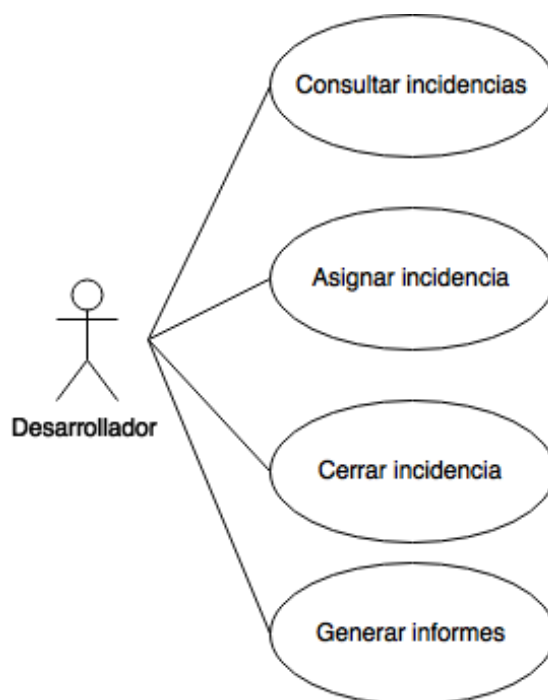 Consultar incidencias
Asignar incidencia
Desarrollador
Cerrar incidencia
Generar informes